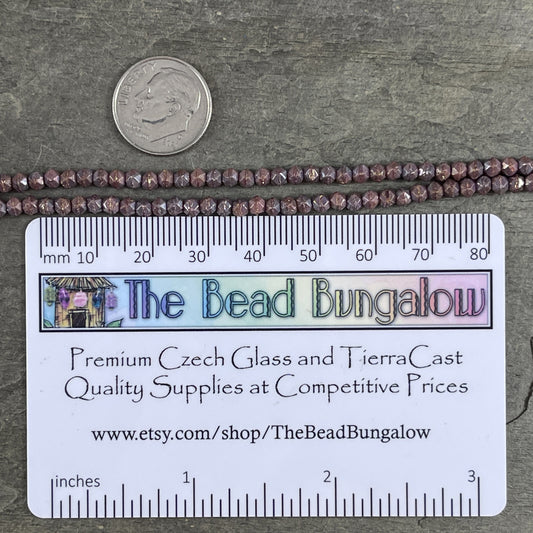 LIBERTY
mm 10 20 30 40 50 60 70 80
The Bead Bungalow
Premium Czech Glass and TierraCast
Quality Supplies at Competitive Prices
www.etsy.com/shop/TheBeadBungalow
inches 1 2 3